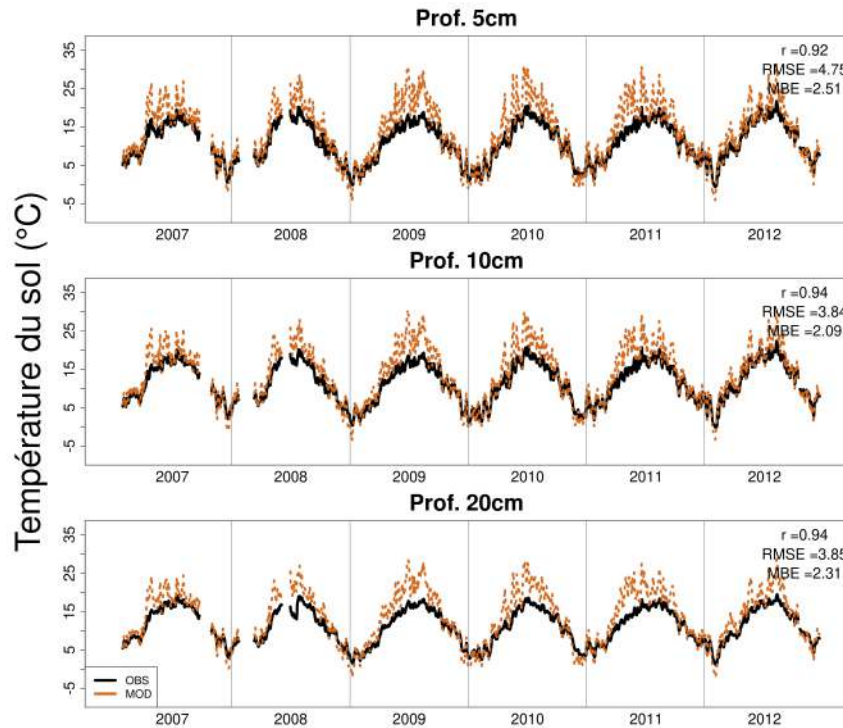 Température du sol (°C)
Prof. 5cm
35
25
15
5
-5
r =0.92
RMSE =4.75
MBE =2.51
2007 2008 2009 2010 2011 2012
Prof. 10cm
35
25
15
5
-5
r =0.94
RMSE =3.84
MBE =2.09
2007 2008 2009 2010 2011 2012
Prof. 20cm
35
25
15
5
-5
r =0.94
RMSE =3.85
MBE =2.31
OBS
MOD
2007 2008 2009 2010 2011 2012